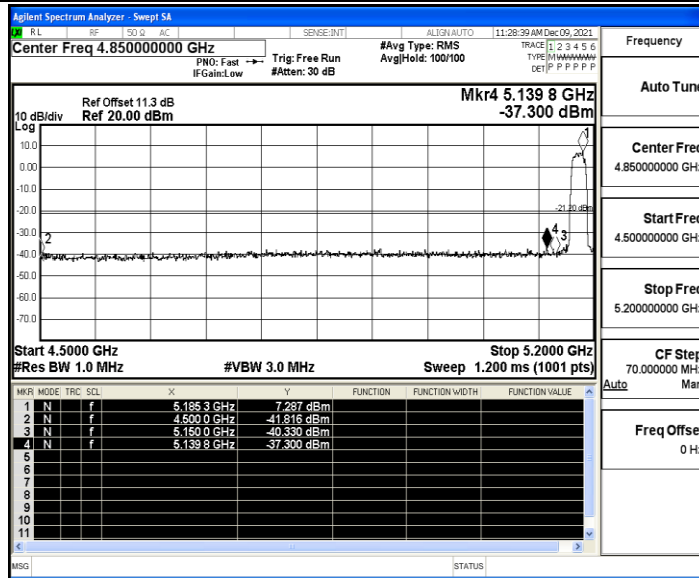 Agilent Spectrum Analyzer - Swept SA
RL RF 50 Ω AC SENSE:INT ALIGN AUTO 11:28:39 AM Dec 09, 2021
Center Freq 4.850000000 GHz
PNO: Fast
IFGain:Low
Trig: Free Run
#Atten: 30 dB
#Avg Type: RMS
Avg|Hold: 100/100
TRACE 1 2 3 4 5 6
TYPE MWWWWW
DET P P P P P P
Mkr4 5.139 8 GHz
-37.300 dBm
Ref Offset 11.3 dB
10 dB/div Ref 20.00 dBm
Log
10.0
0.00
-10.0
-20.0
-30.0
-40.0
-50.0
-60.0
-70.0
1
-21.20 dBm
2
4
3
Start 4.5000 GHz Stop 5.2000 GHz
#Res BW 1.0 MHz #VBW 3.0 MHz Sweep 1.200 ms (1001 pts)
MKR MODE TRC SCL X Y FUNCTION FUNCTION WIDTH FUNCTION VALUE
1 N f 5.185 3 GHz 7.287 dBm
2 N f 4.500 0 GHz -41.816 dBm
3 N f 5.150 0 GHz -40.330 dBm
4 N f 5.139 8 GHz -37.300 dBm
5
6
7
8
9
10
11
MSG STATUS
Frequency
Auto Tune
Center Freq
4.850000000 GHz
Start Freq
4.500000000 GHz
Stop Freq
5.200000000 GHz
CF Step
70.000000 MHz
Auto Man
Freq Offset
0 Hz